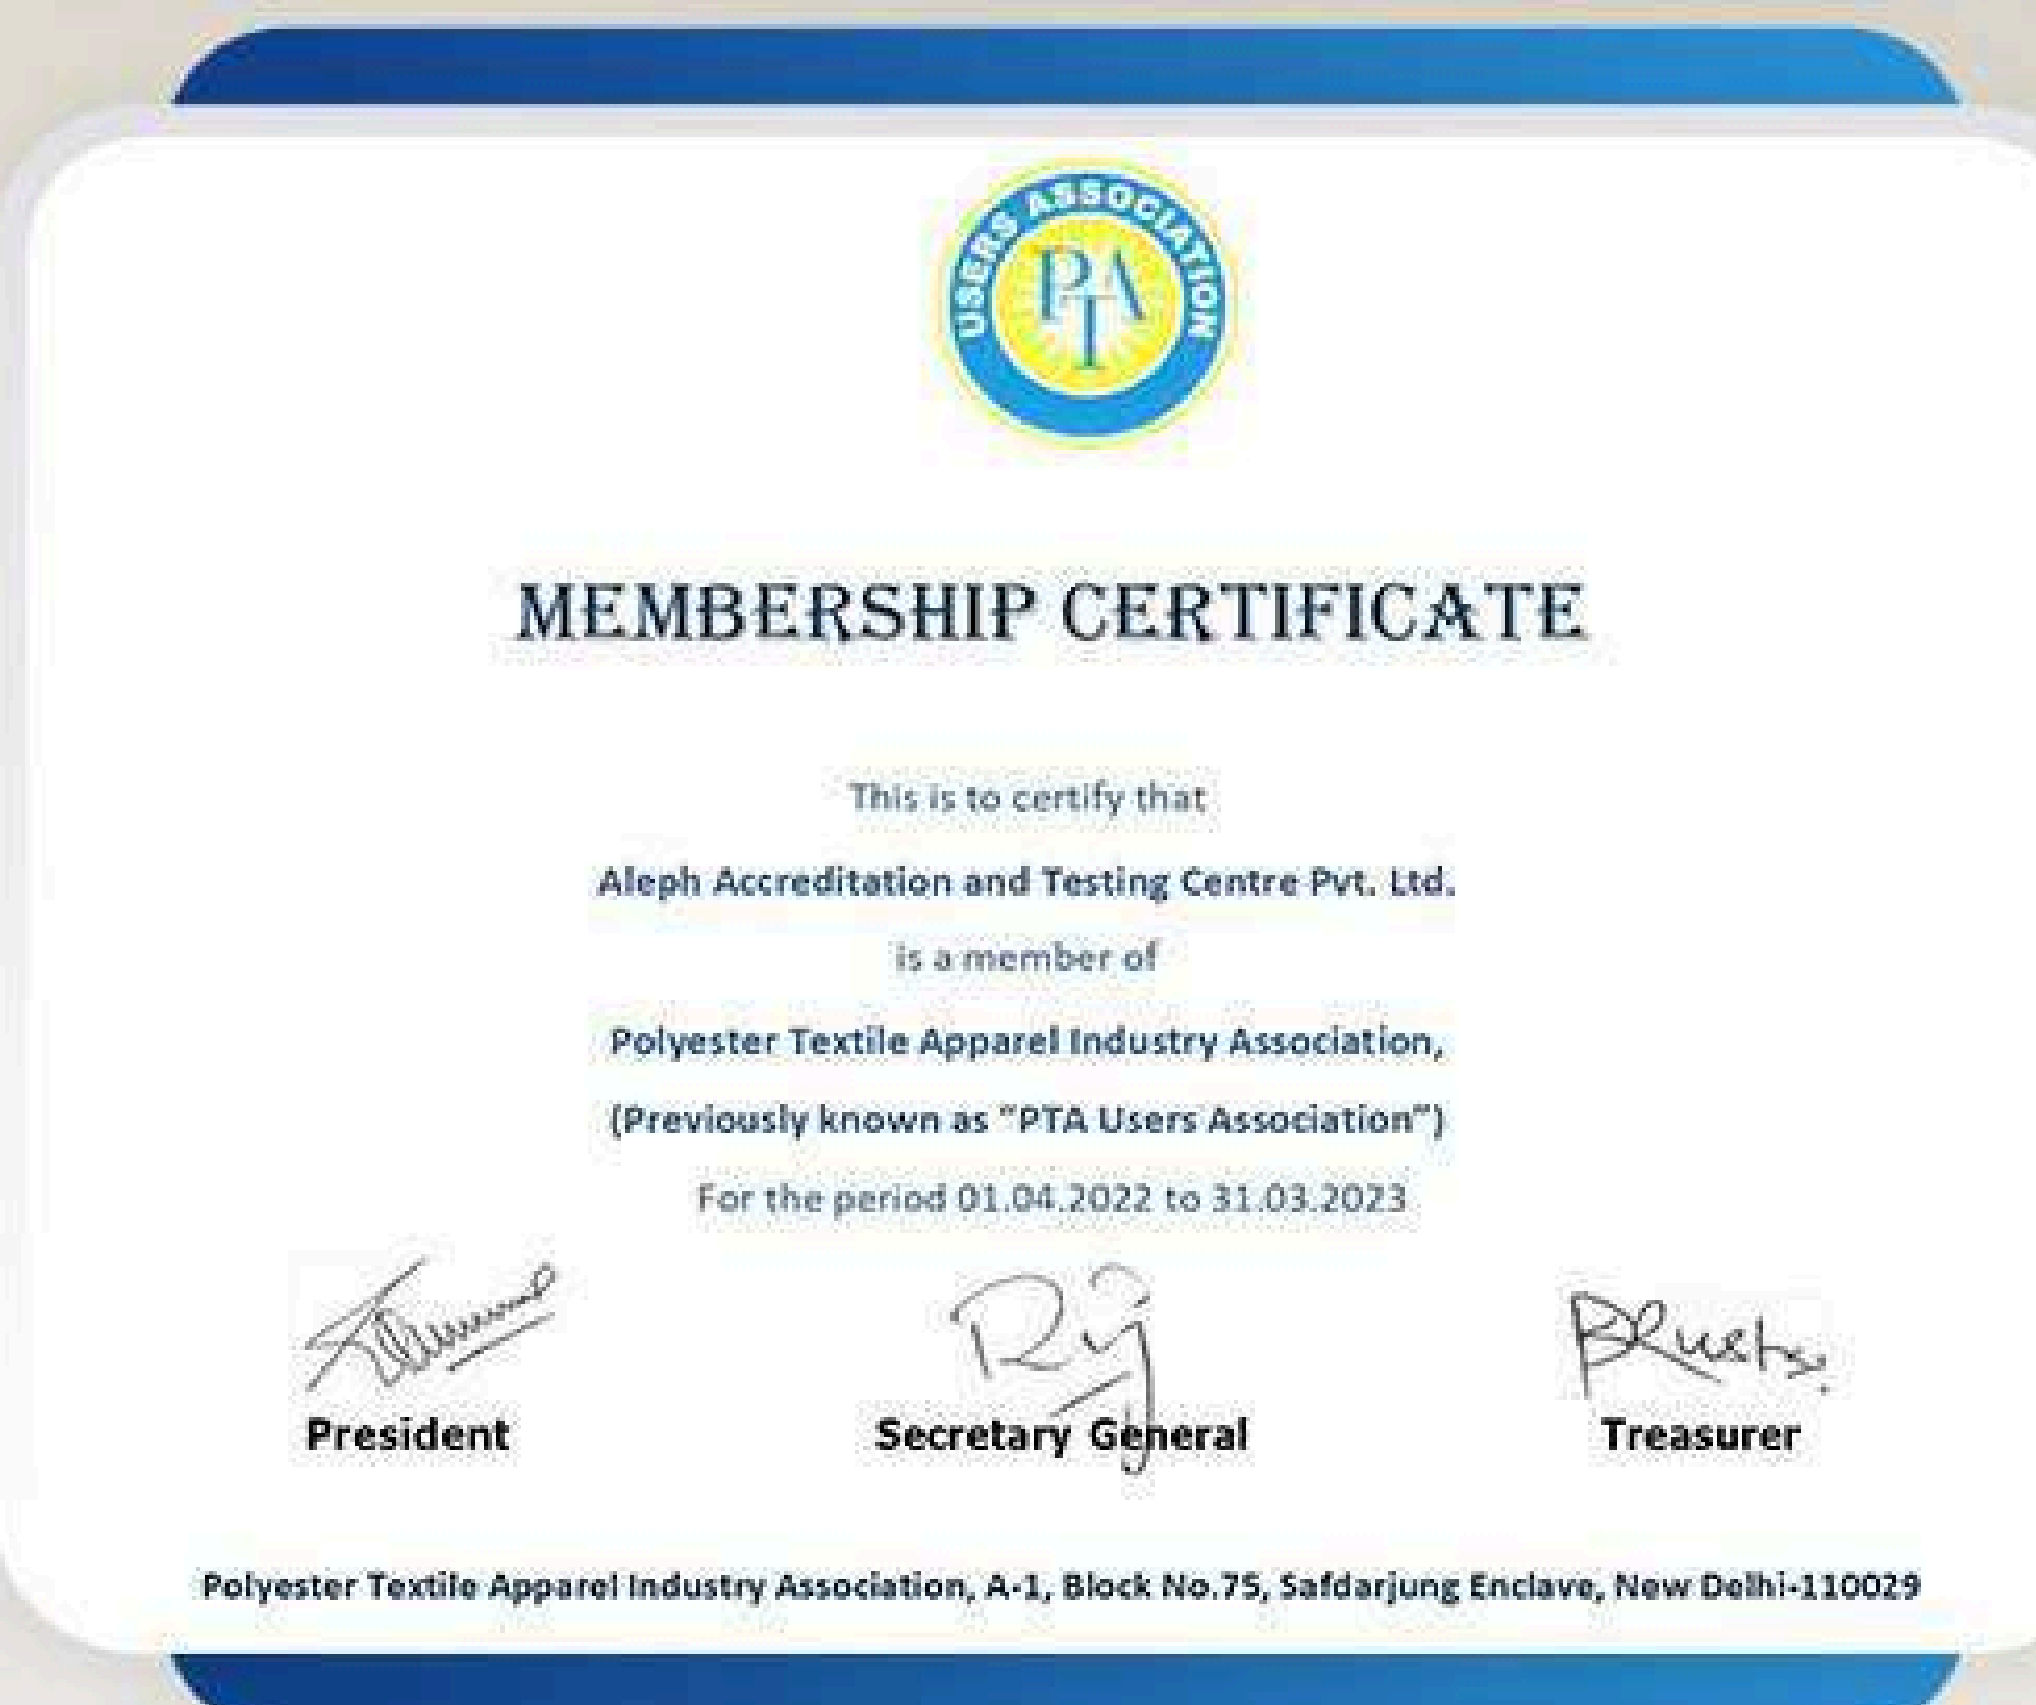 USERS ASSOCIATION
PTA
MEMBERSHIP CERTIFICATE
This is to certify that
Aleph Accreditation and Testing Centre Pvt. Ltd.
is a member of
Polyester Textile Apparel Industry Association,
(Previously known as "PTA Users Association")
For the period 01.04.2022 to 31.03.2023
President Secretary General Treasurer
Polyester Textile Apparel Industry Association, A-1, Block No.75, Safdarjung Enclave, New Delhi-110029